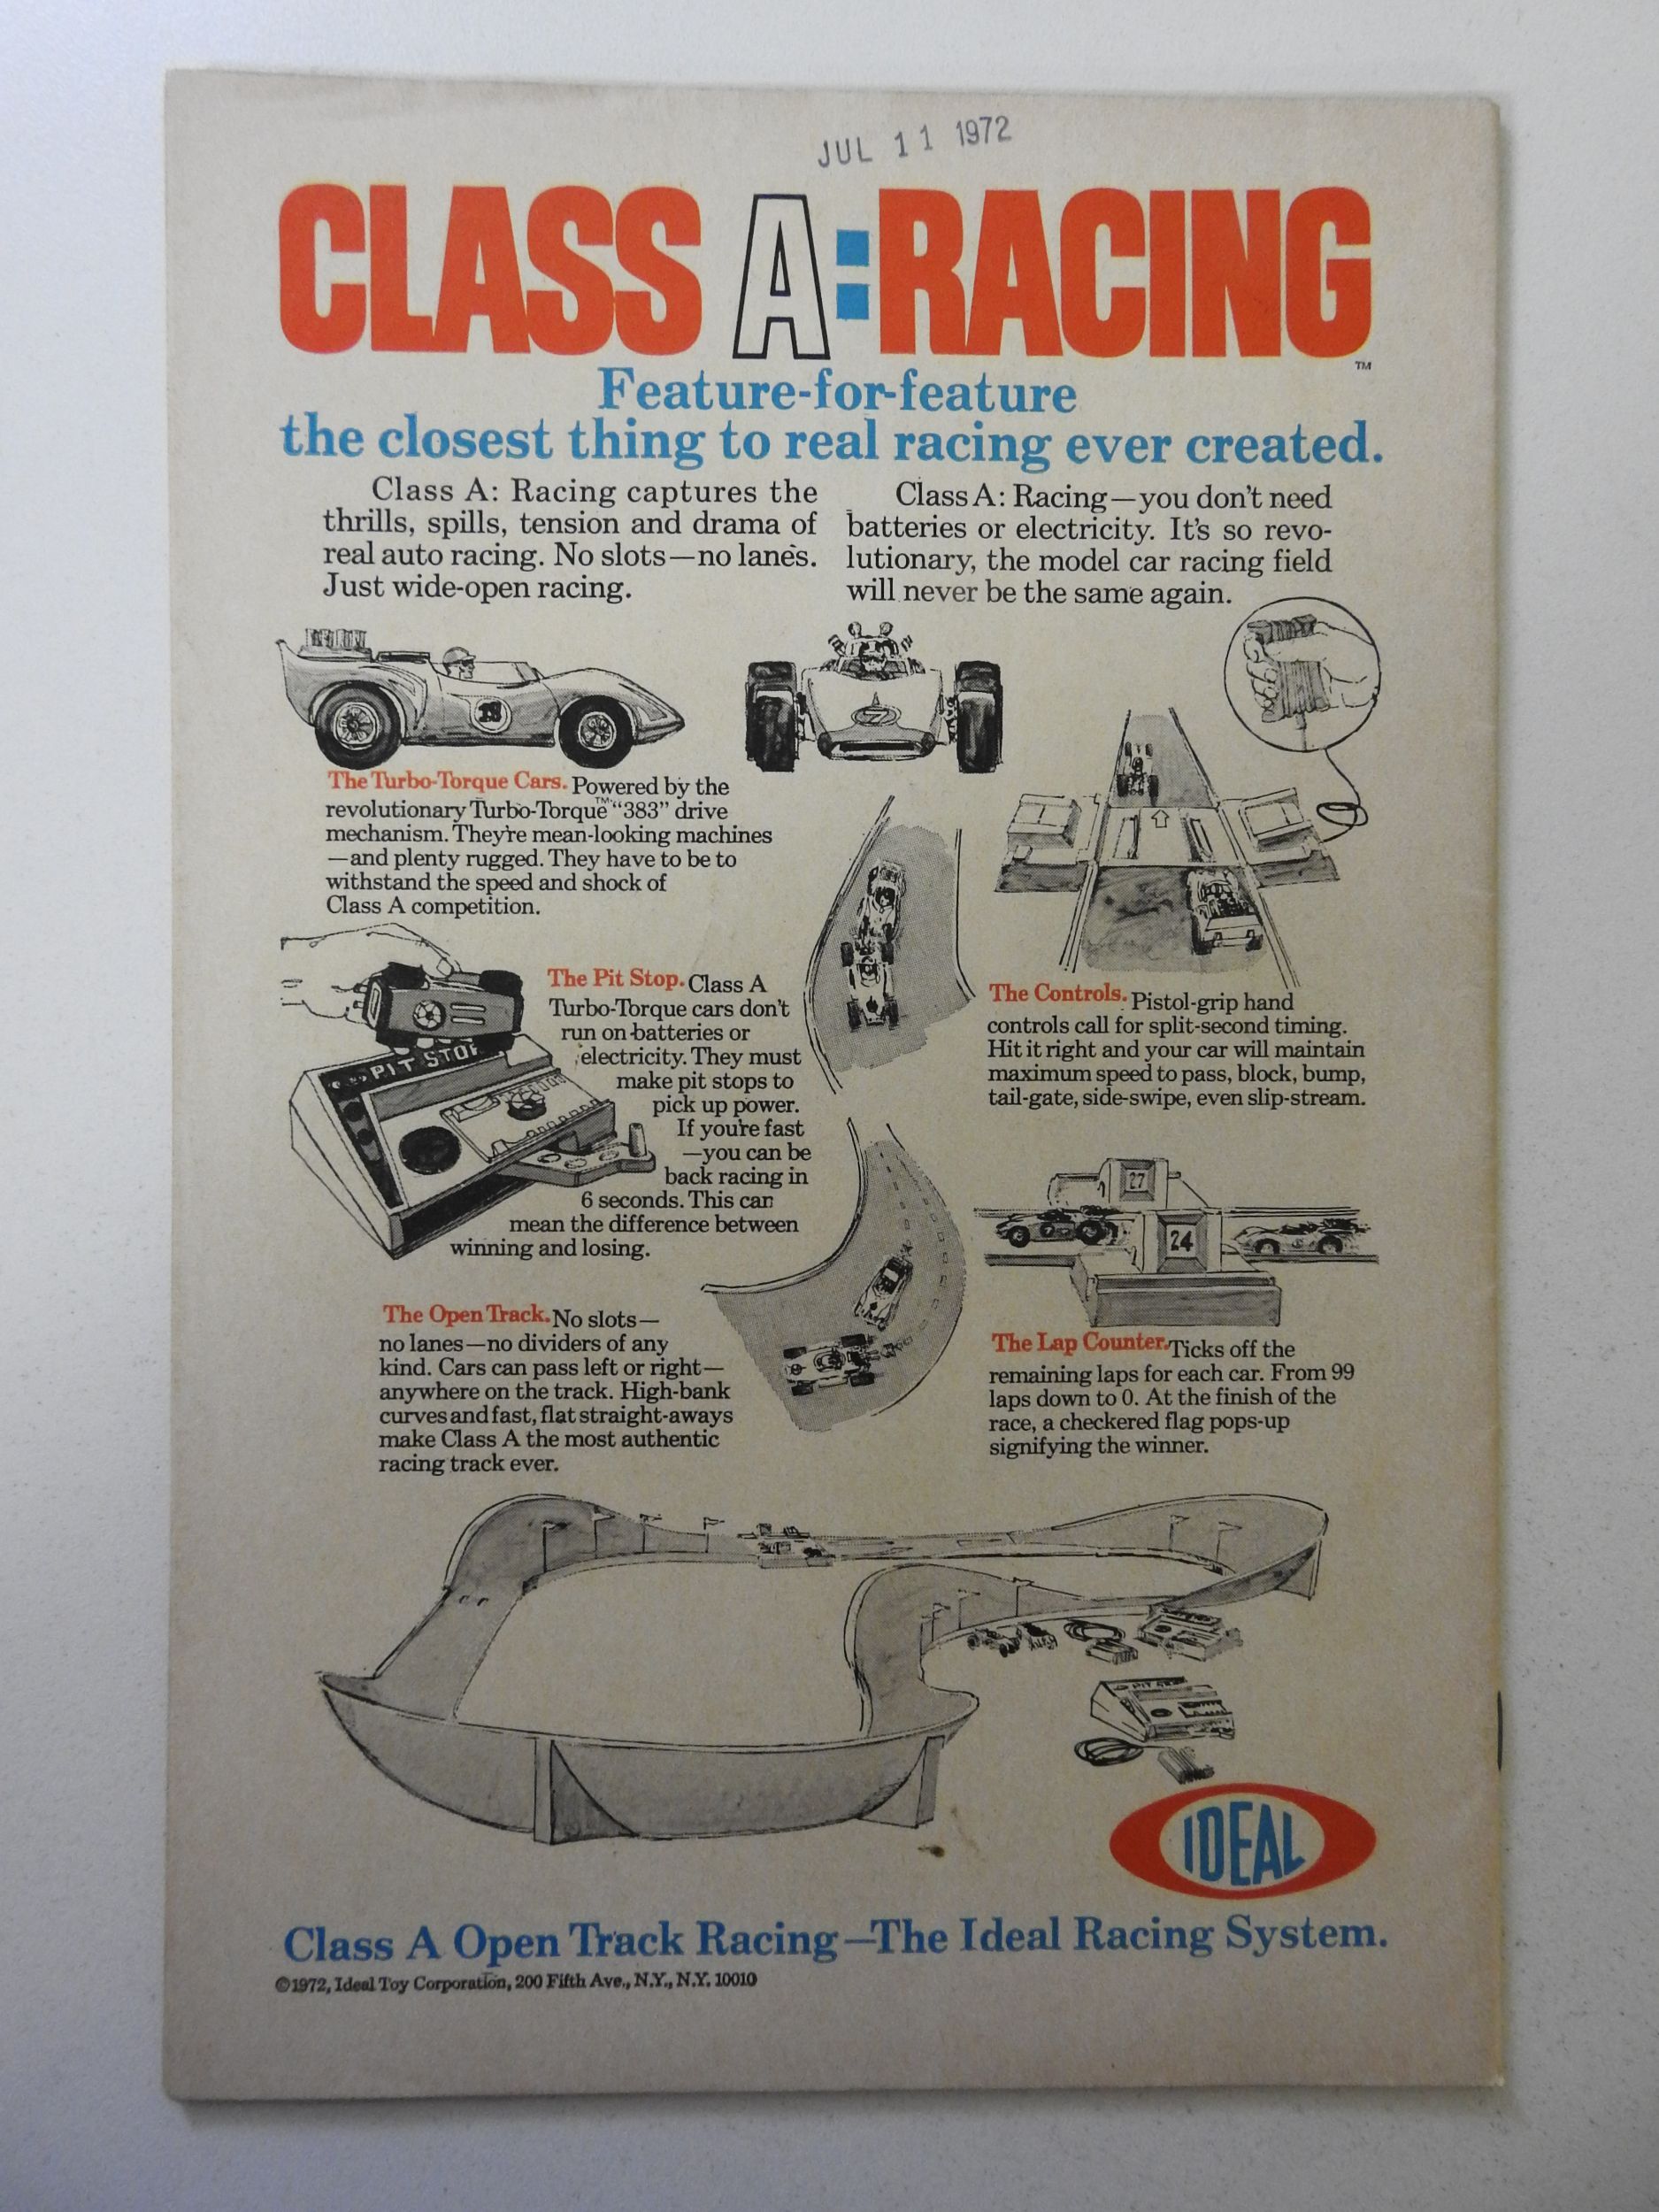 JUL 11 1972
CLASS A:RACING
TM
Feature-for-feature
the closest thing to real racing ever created.
Class A: Racing captures the
thrills, spills, tension and drama of
real auto racing. No slots—no lanes.
Just wide-open racing.
Class A: Racing—you don't need
batteries or electricity. It's so revo-
lutionary, the model car racing field
will never be the same again.
The Turbo-Torque Cars. Powered by the
revolutionary Turbo-Torque™ “383” drive
mechanism. They're mean-looking machines
—and plenty rugged. They have to be to
withstand the speed and shock of
Class A competition.
PIT STOP
The Pit Stop. Class A
Turbo-Torque cars don't
run on batteries or
electricity. They must
make pit stops to
pick up power.
If you're fast
—you can be
back racing in
6 seconds. This can
mean the difference between
winning and losing.
The Controls. Pistol-grip hand
controls call for split-second timing.
Hit it right and your car will maintain
maximum speed to pass, block, bump,
tail-gate, side-swipe, even slip-stream.
27
24
The Open Track. No slots—
no lanes—no dividers of any
kind. Cars can pass left or right—
anywhere on the track. High-bank
curves and fast, flat straight-aways
make Class A the most authentic
racing track ever.
The Lap Counter. Ticks off the
remaining laps for each car. From 99
laps down to 0. At the finish of the
race, a checkered flag pops-up
signifying the winner.
IDEAL
Class A Open Track Racing—The Ideal Racing System.
©1972, Ideal Toy Corporation, 200 Fifth Ave., N.Y., N.Y. 10010